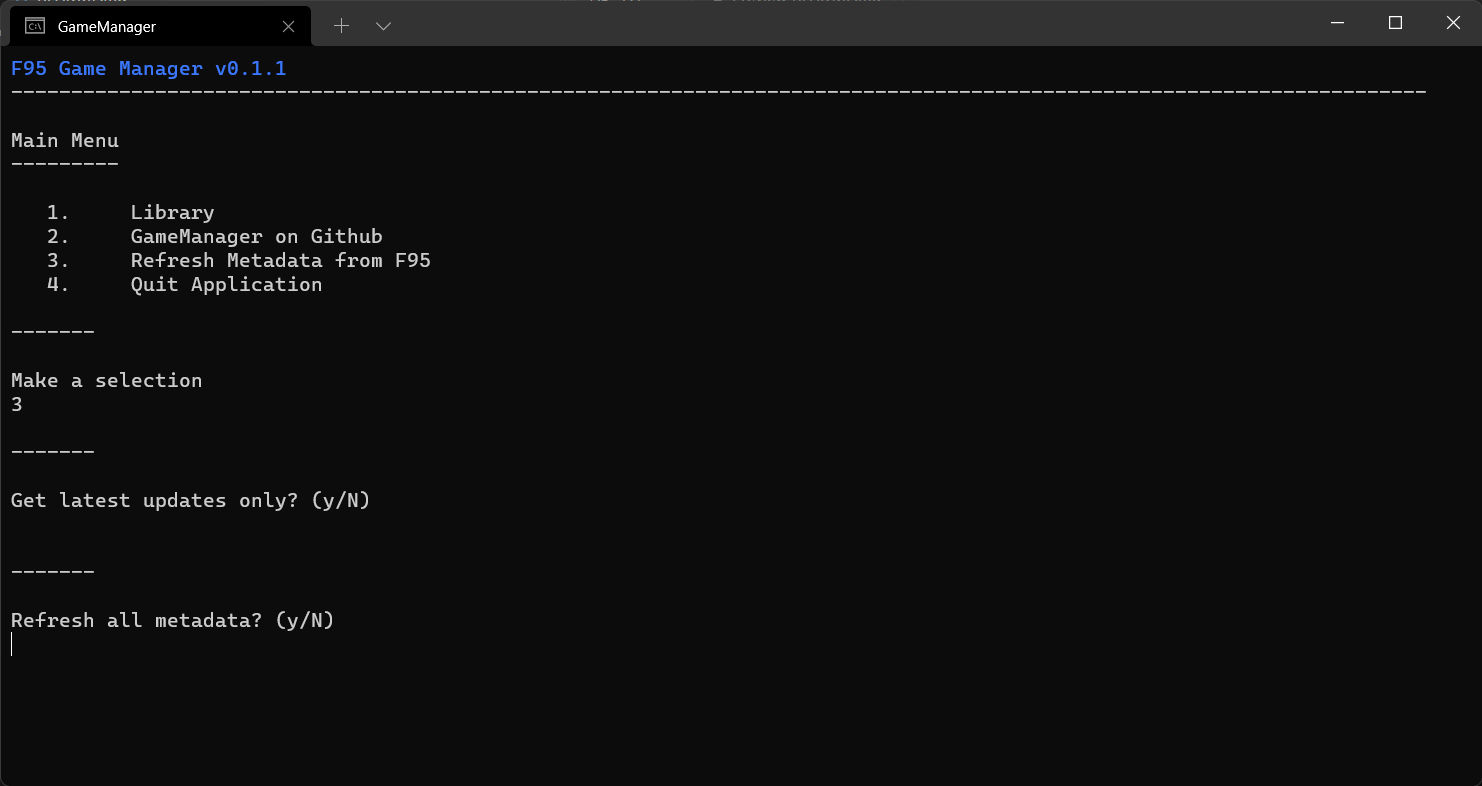 GameManager
F95 Game Manager v0.1.1
----------------------------------------------------------------------------------------------------------------------
Main Menu
---------
1. Library
2. GameManager on Github
3. Refresh Metadata from F95
4. Quit Application
-------
Make a selection
3
-------
Get latest updates only? (y/N)
-------
Refresh all metadata? (y/N)